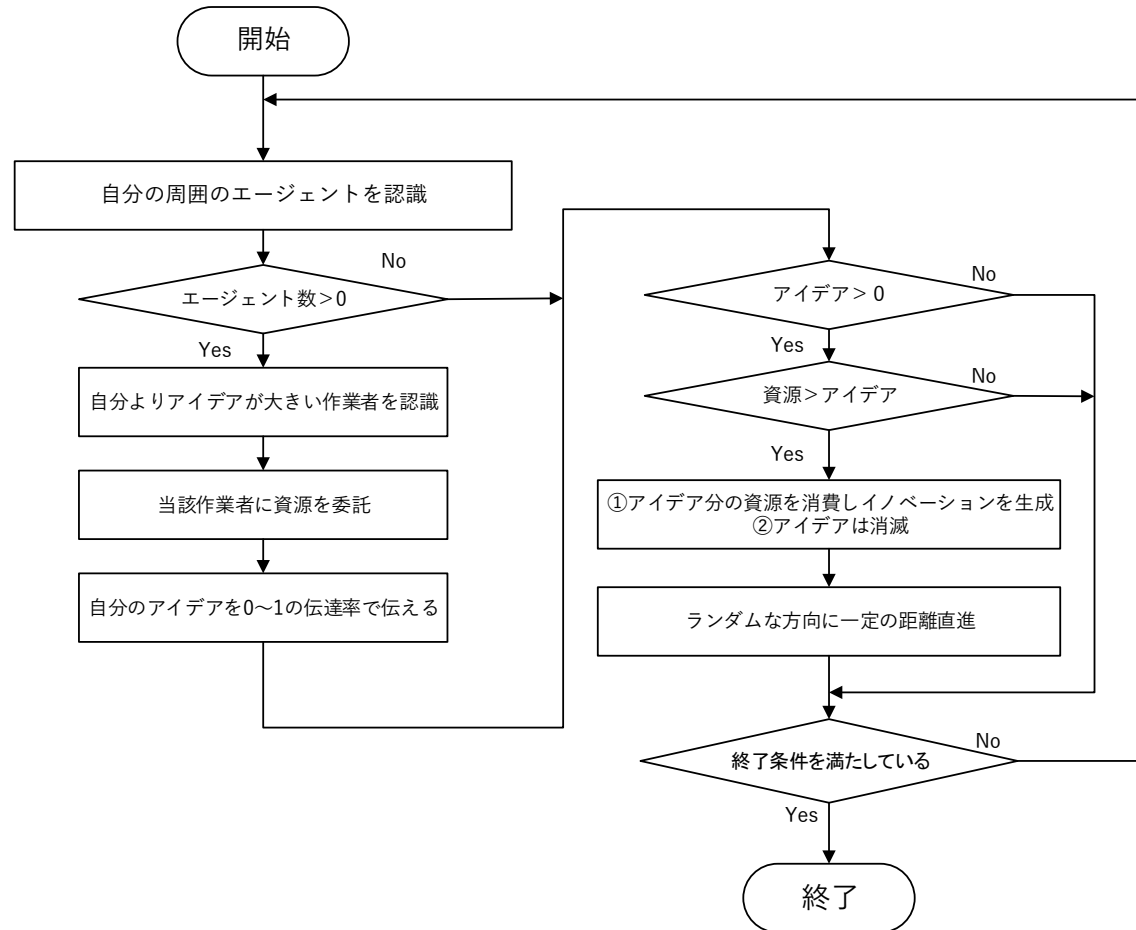 開始
自分の周囲のエージェントを認識
No
エージェント数＞0
Yes
自分よりアイデアが大きい作業者を認識
当該作業者に資源を委託
自分のアイデアを0～1の伝達率で伝える
No
アイデア＞ 0
Yes
No
資源＞アイデア
Yes
①アイデア分の資源を消費しイノベーションを生成
②アイデアは消滅
ランダムな方向に一定の距離直進
No
終了条件を満たしている
Yes
終了